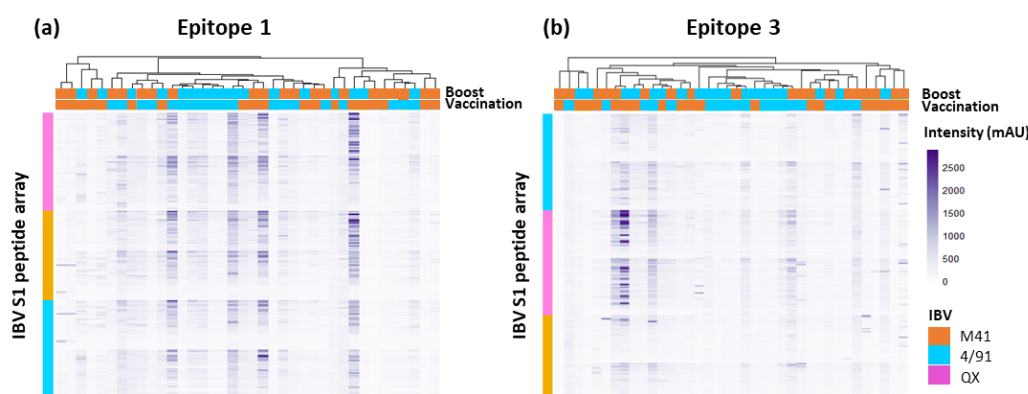 (a) Epitope 1
(b) Epitope 3
Boost
Vaccination
Boost
Vaccination
IBV S1 peptide array
IBV S1 peptide array
Intensity (mAU)
2500
2000
1500
1000
500
0
IBV
M41
4/91
QX